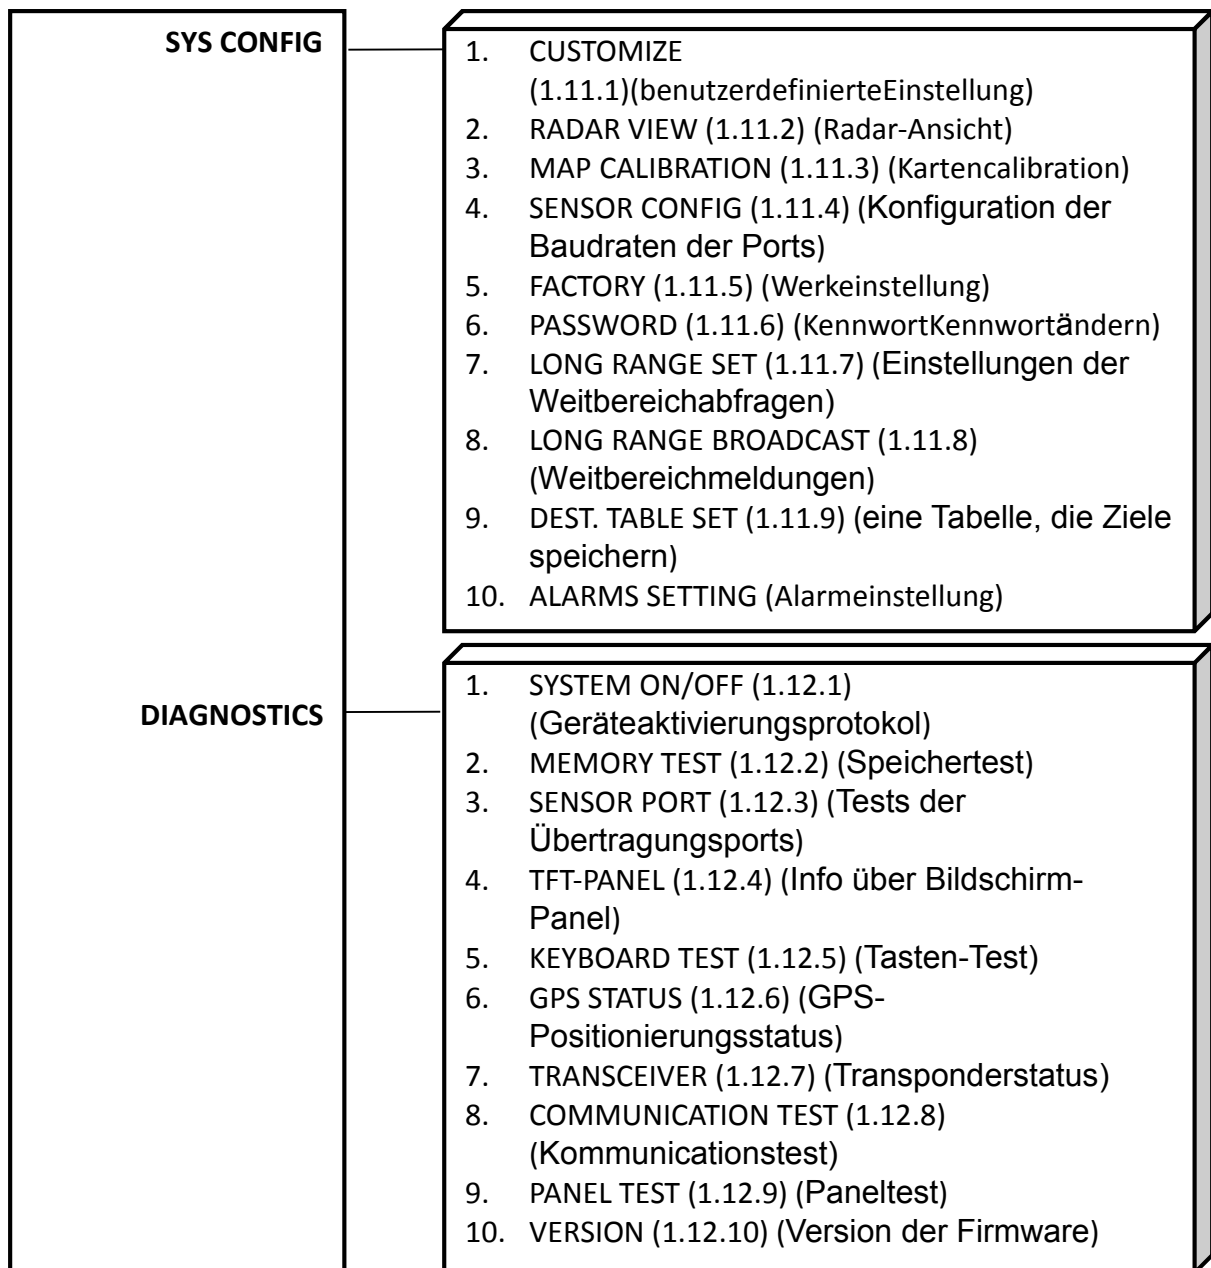 SYS CONFIG
1. CUSTOMIZE
(1.11.1)(benutzerdefinierteEinstellung)
2. RADAR VIEW (1.11.2) (Radar-Ansicht)
3. MAP CALIBRATION (1.11.3) (Kartencalibration)
4. SENSOR CONFIG (1.11.4) (Konfiguration der
Baudraten der Ports)
5. FACTORY (1.11.5) (Werkeinstellung)
6. PASSWORD (1.11.6) (KennwortKennwortändern)
7. LONG RANGE SET (1.11.7) (Einstellungen der
Weitbereichabfragen)
8. LONG RANGE BROADCAST (1.11.8)
(Weitbereichmeldungen)
9. DEST. TABLE SET (1.11.9) (eine Tabelle, die Ziele
speichern)
10. ALARMS SETTING (Alarmeinstellung)
DIAGNOSTICS
1. SYSTEM ON/OFF (1.12.1)
(Geräteaktivierungsprotokol)
2. MEMORY TEST (1.12.2) (Speichertest)
3. SENSOR PORT (1.12.3) (Tests der
Übertragungsports)
4. TFT-PANEL (1.12.4) (Info über Bildschirm-
Panel)
5. KEYBOARD TEST (1.12.5) (Tasten-Test)
6. GPS STATUS (1.12.6) (GPS-
Positionierungsstatus)
7. TRANSCEIVER (1.12.7) (Transponderstatus)
8. COMMUNICATION TEST (1.12.8)
(Kommunicationstest)
9. PANEL TEST (1.12.9) (Paneltest)
10. VERSION (1.12.10) (Version der Firmware)